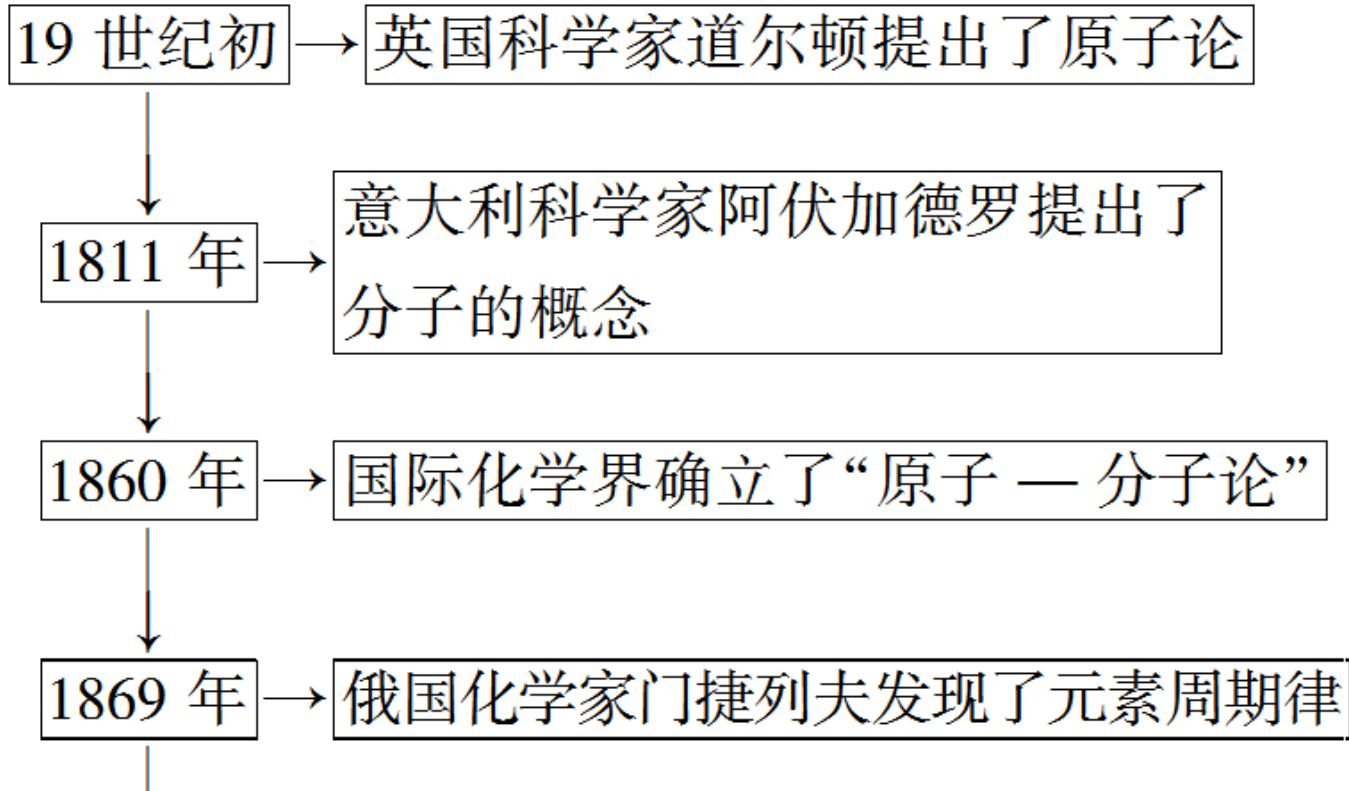 19 世纪初 → 英国科学家道尔顿提出了原子论
1811 年 → 意大利科学家阿伏加德罗提出了
分子的概念
1860 年 → 国际化学界确立了“原子 — 分子论”
1869 年 → 俄国化学家门捷列夫发现了元素周期律